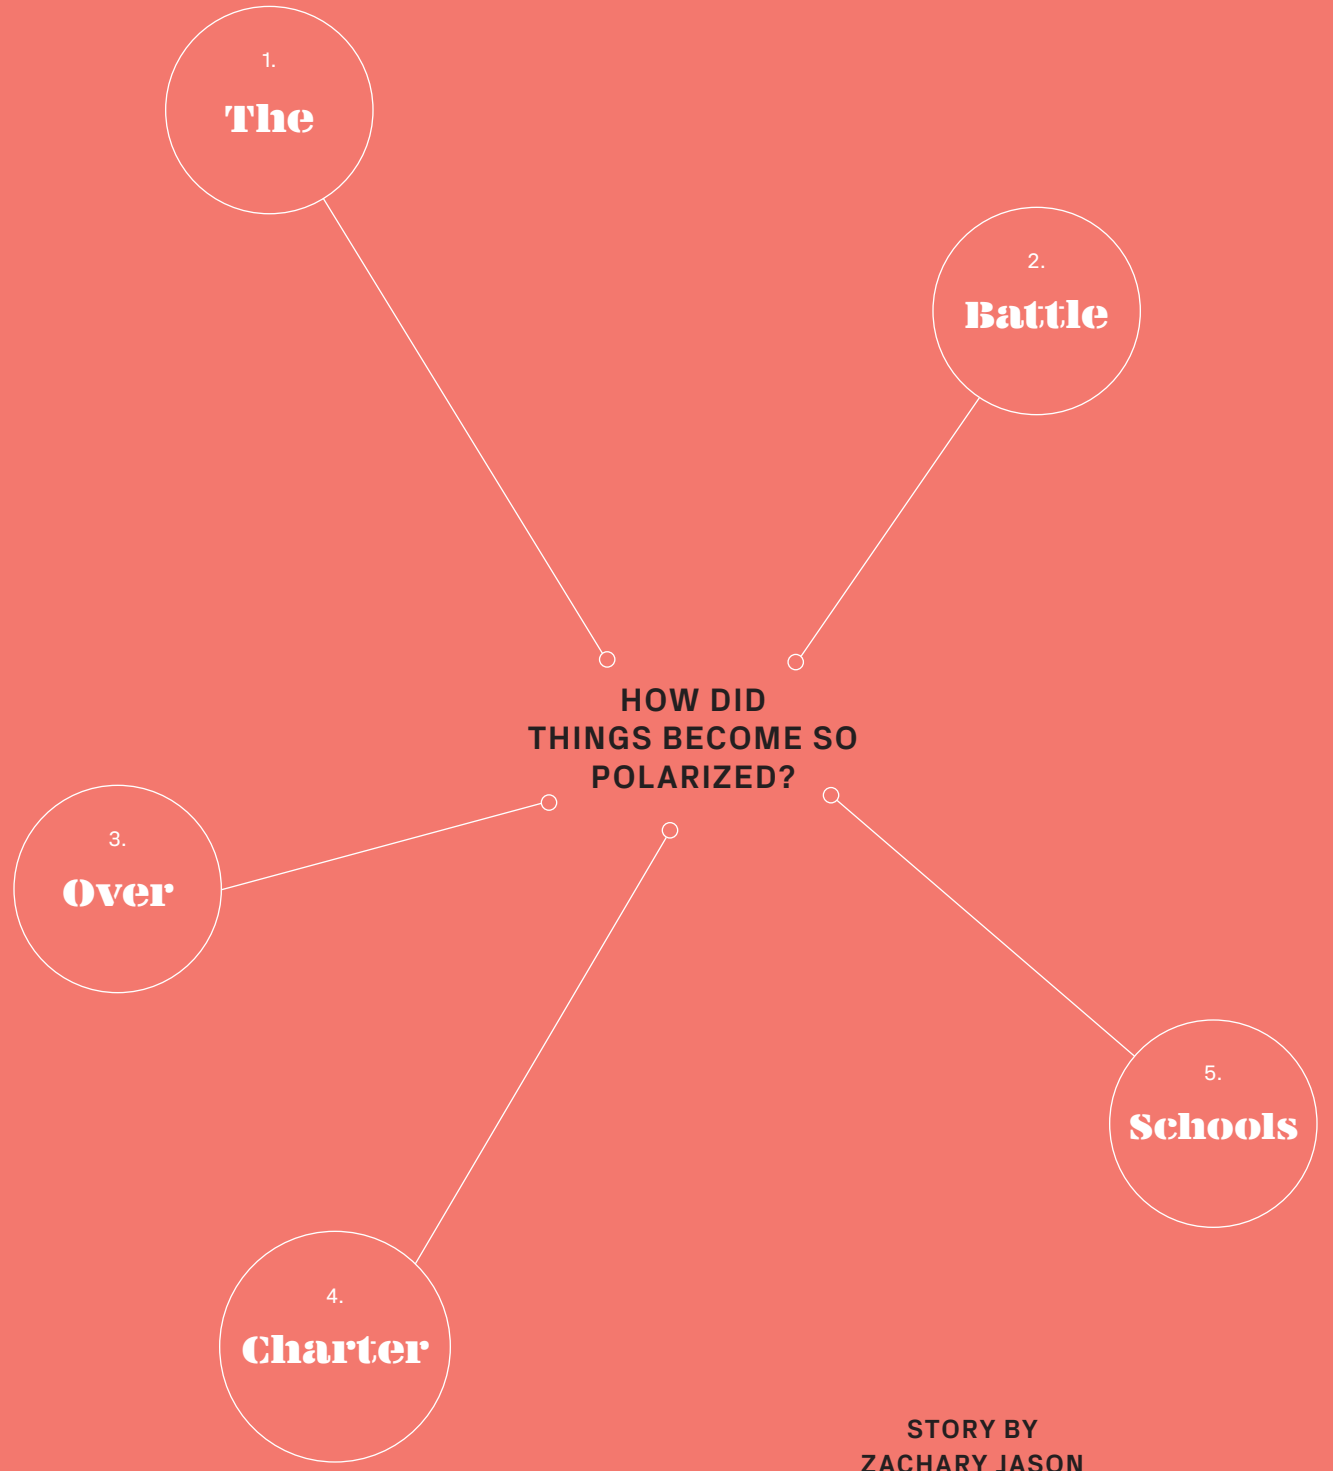 1.
The
2.
Battle
HOW DID
THINGS BECOME SO
POLARIZED?
3.
Over
4.
Charter
5.
Schools
STORY BY
ZACHARY JASON